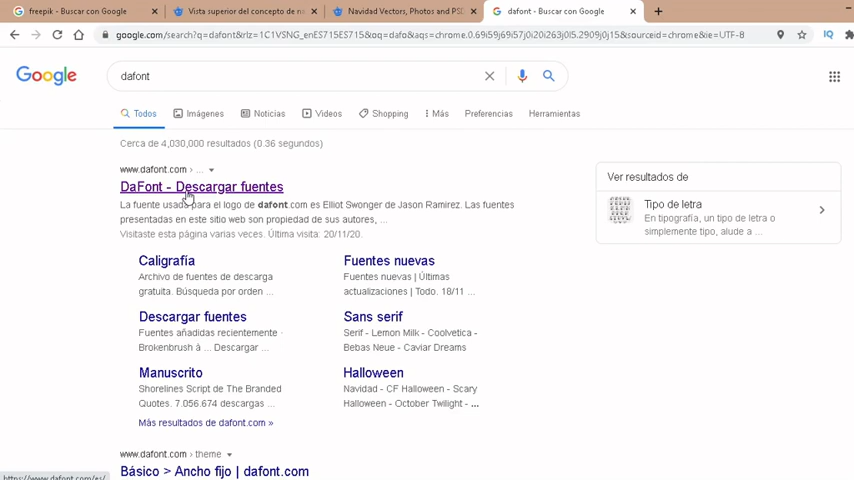 freepik - Buscar con Google
Vista superior del concepto de na
Navidad Vectors, Photos and PSD
dafont - Buscar con Google
google.com/search?q=dafont&rlz=1C1VSNG_enES715ES715&oq=dafo&aqs=chrome.0.69i59j69i57j0i20i263j0l5.2909j0j15&sourceid=chrome&ie=UTF-8
IQ
Google
dafont
Todos
Imágenes
Noticias
Videos
Shopping
Más
Preferencias
Herramientas
Cerca de 4,030,000 resultados (0.36 segundos)
www.dafont.com › ...
DaFont - Descargar fuentes
La fuente usada para el logo de dafont.com es Elliot Swonger de Jason Ramirez. Las fuentes
presentadas en este sitio web son propiedad de sus autores, ...
Visitaste esta página varias veces. Última visita: 20/11/20.
Caligrafía
Archivo de fuentes de descarga
gratuita. Búsqueda por orden ...
Fuentes nuevas
Fuentes nuevas | Últimas
actualizaciones | Todo. 18/11 ...
Descargar fuentes
Fuentes añadidas recientemente ·
Brokenbrush à ... Descargar ...
Sans serif
Serif - Lemon Milk - Coolvetica -
Bebas Neue - Caviar Dreams
Manuscrito
Shorelines Script de The Branded
Quotes. 7.056.674 descargas ...
Halloween
Navidad - CF Halloween - Scary
Halloween - October Twilight - ...
Más resultados de dafont.com »
www.dafont.com › theme
Básico > Ancho fijo | dafont.com
Ver resultados de
Tipo de letra
En tipografía, un tipo de letra o
simplemente tipo, alude a ...
https://www.dafont.com/es/